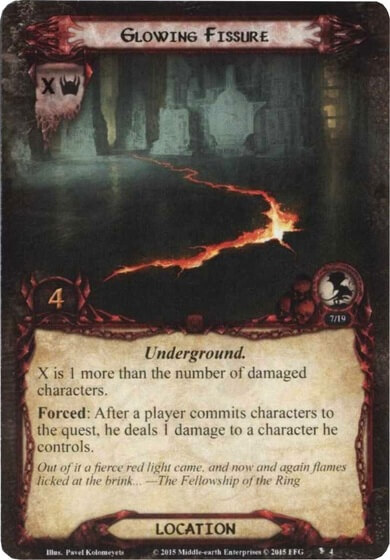 Glowing Fissure
X
4
7/19
Underground.
X is 1 more than the number of damaged
characters.
Forced: After a player commits characters to
the quest, he deals 1 damage to a character he
controls.
Out of it a fierce red light came, and now and again flames
licked at the brink... —The Fellowship of the Ring
LOCATION
Illus. Pavel Kolomeyets © 2015 Middle-earth Enterprises © 2015 FFG 4